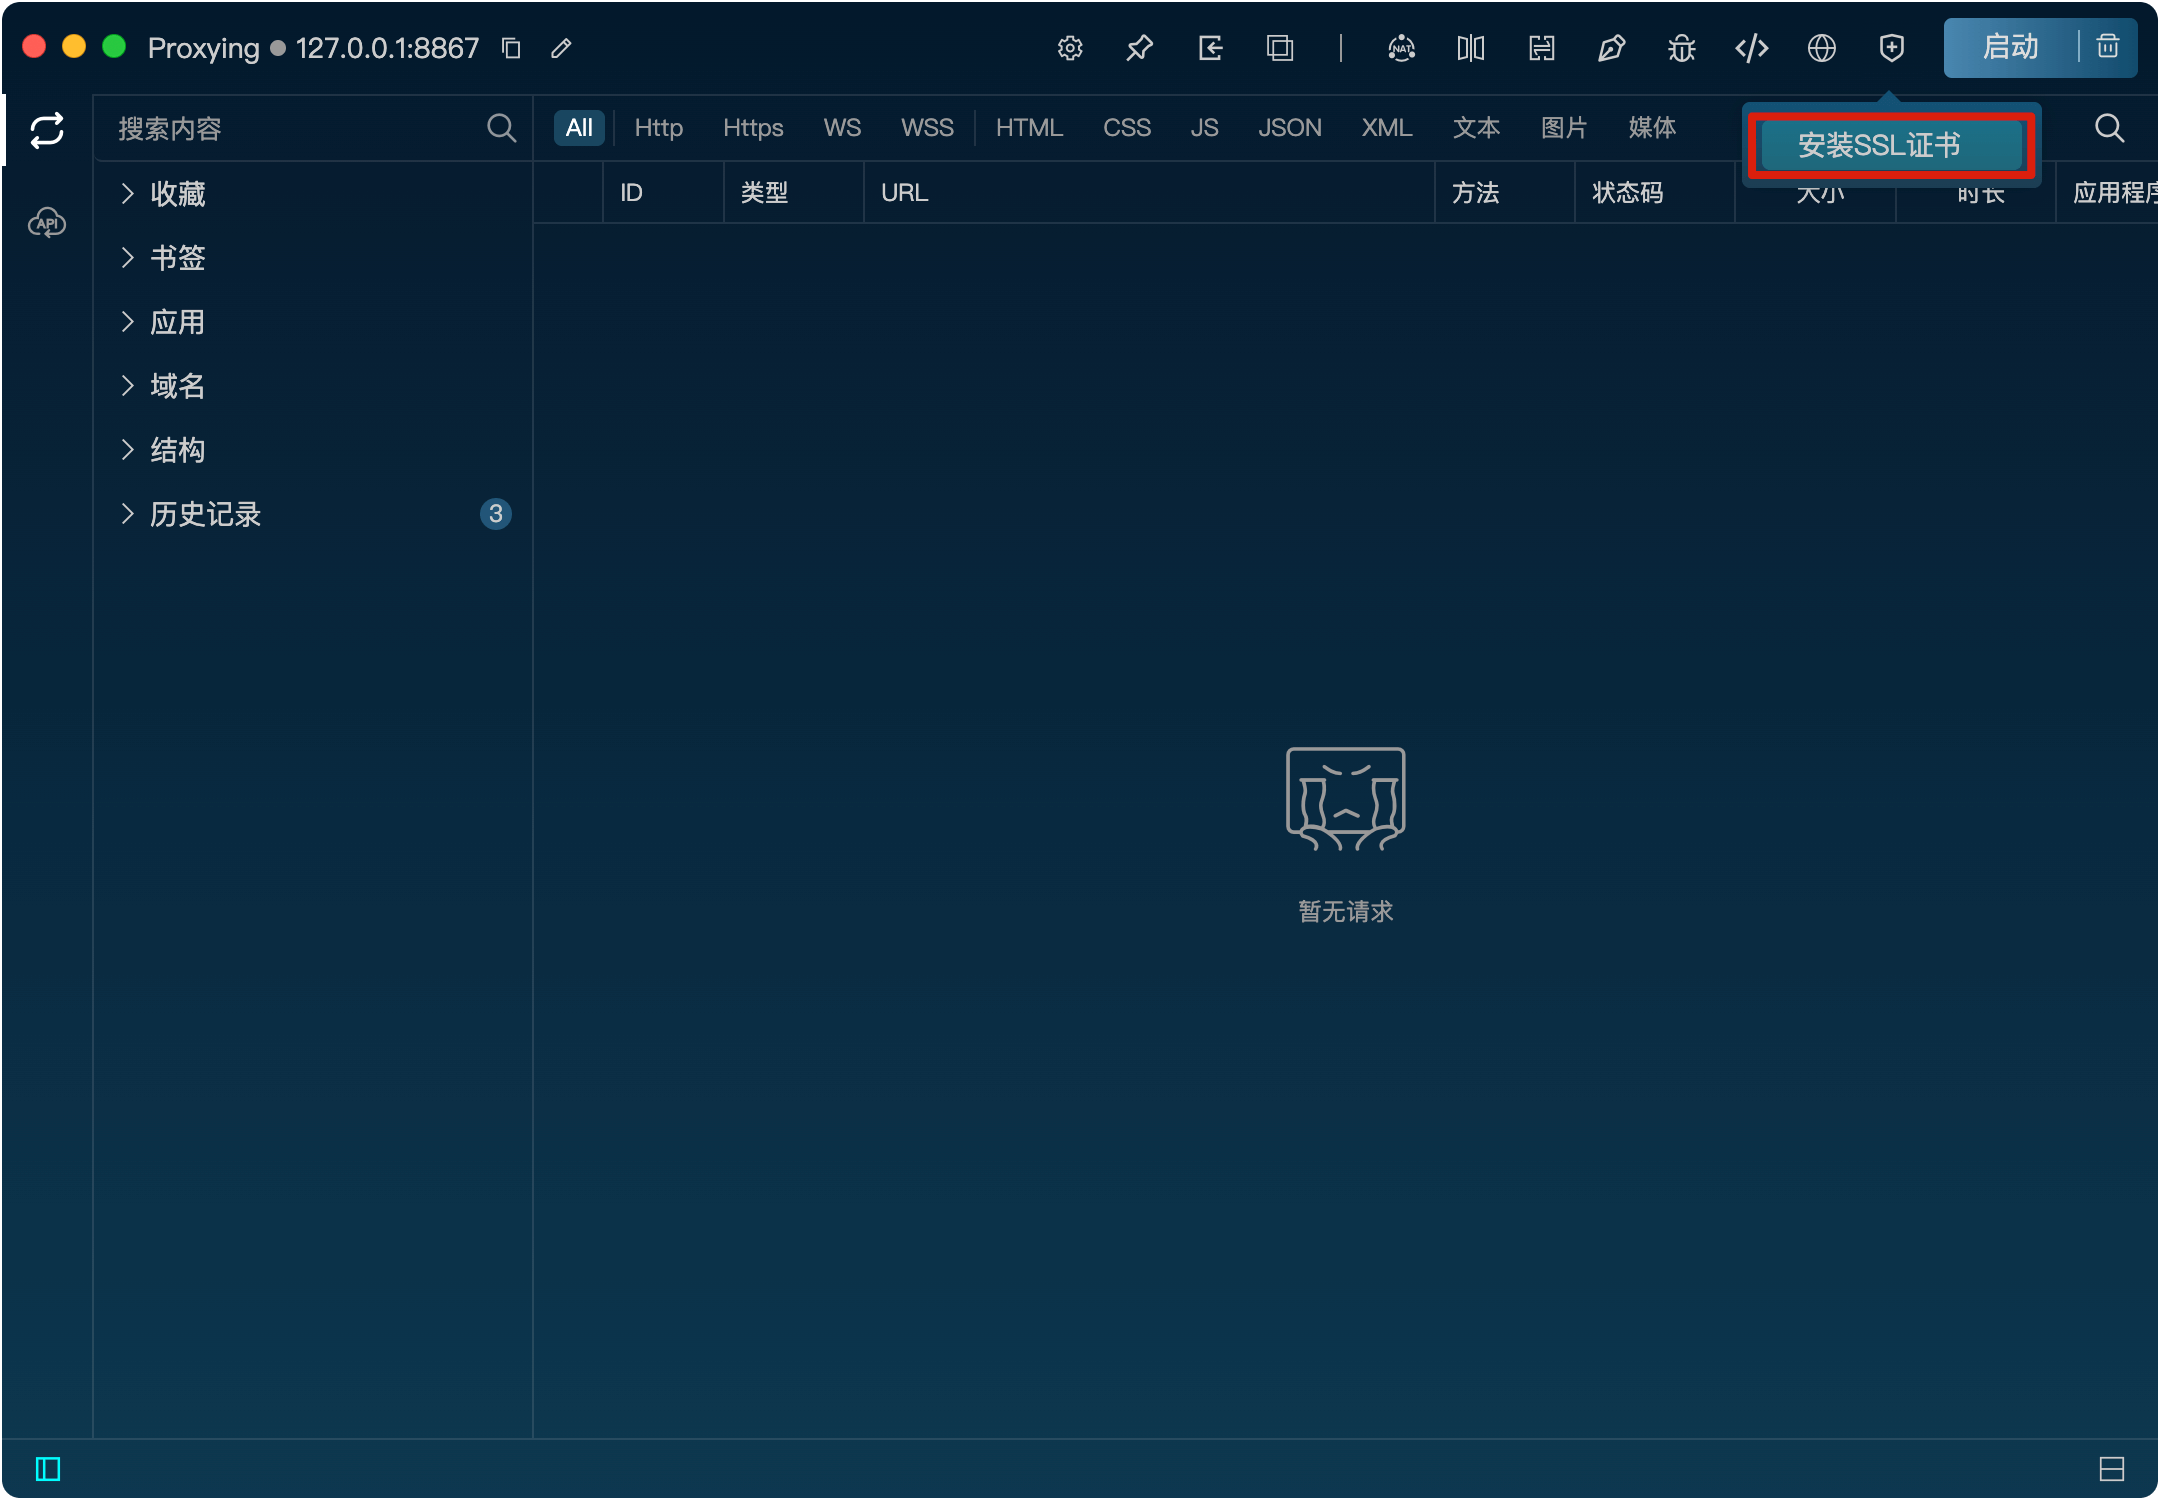 Proxying 127.0.0.1:8867
NAT
启动
API
搜索内容
All Http Https WS WSS HTML CSS JS JSON XML 文本 图片 媒体
安装SSL证书
ID 类型 URL 方法 状态码 大小 时长 应用程序
收藏
书签
应用
域名
结构
历史记录 3
暂无请求